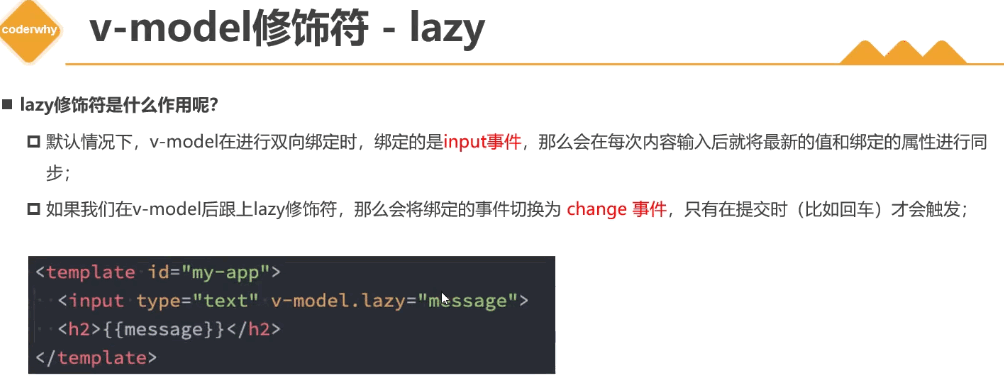 coderwhy
v-model修饰符 - lazy
lazy修饰符是什么作用呢？
默认情况下，v-model在进行双向绑定时，绑定的是input事件，那么会在每次内容输入后就将最新的值和绑定的属性进行同
步；
如果我们在v-model后跟上lazy修饰符，那么会将绑定的事件切换为 change 事件，只有在提交时（比如回车）才会触发；
<template id="my-app">
<input type="text" v-model.lazy="message">
<h2>{{message}}</h2>
</template>